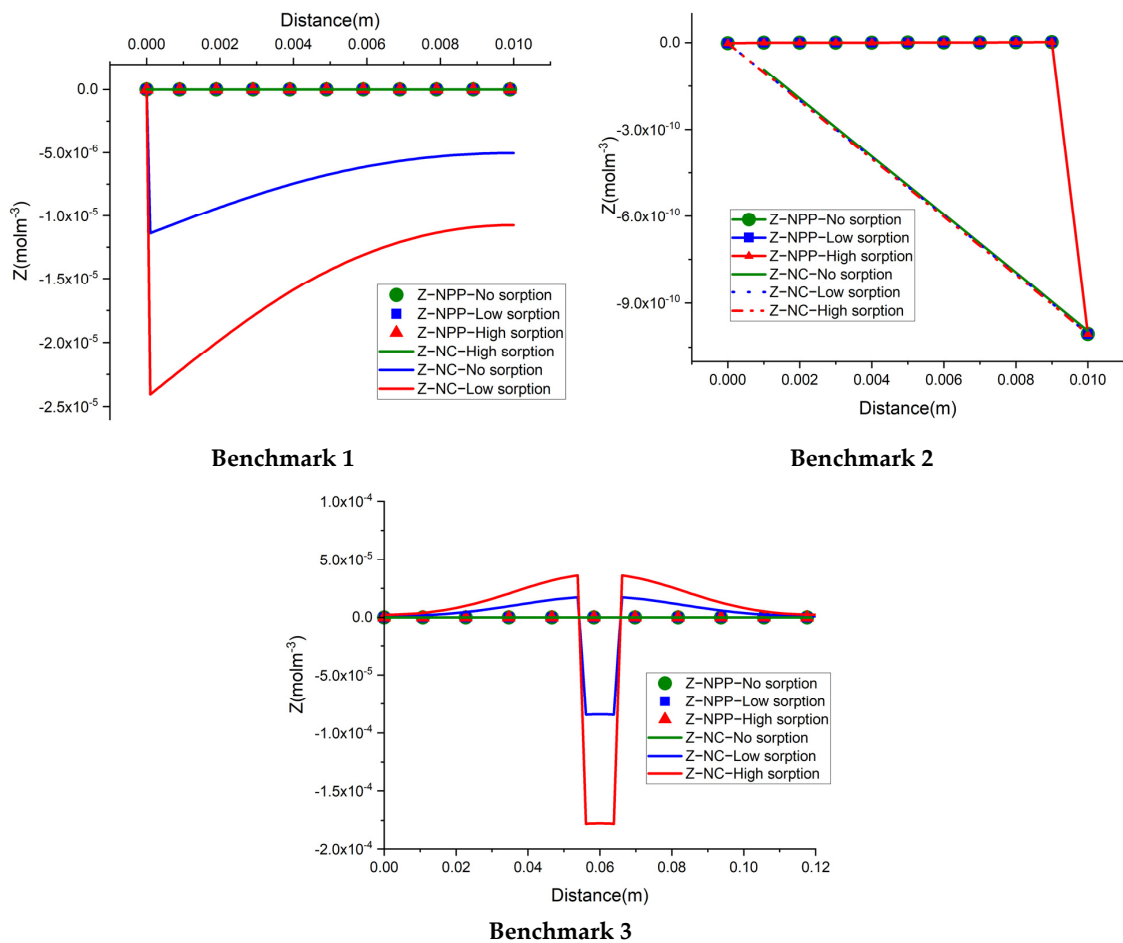 Distance(m)
0.000 0.002 0.004 0.006 0.008 0.010
0.0
-5.0x10⁻⁶
-1.0x10⁻⁵
-1.5x10⁻⁵
-2.0x10⁻⁵
-2.5x10⁻⁵
Z(molm⁻³)
Z−NPP−No sorption
Z−NPP−Low sorption
Z−NPP−High sorption
Z−NC−High sorption
Z−NC−No sorption
Z−NC−Low sorption
Benchmark 1
0.0
-3.0x10⁻¹⁰
-6.0x10⁻¹⁰
-9.0x10⁻¹⁰
Z(molm⁻³)
Z−NPP−No sorption
Z−NPP−Low sorption
Z−NPP−High sorption
Z−NC−No sorption
Z−NC−Low sorption
Z−NC−High sorption
0.000 0.002 0.004 0.006 0.008 0.010
Distance(m)
Benchmark 2
1.0x10⁻⁴
5.0x10⁻⁵
0.0
-5.0x10⁻⁵
-1.0x10⁻⁴
-1.5x10⁻⁴
-2.0x10⁻⁴
Z(molm⁻³)
Z−NPP−No sorption
Z−NPP−Low sorption
Z−NPP−High sorption
Z−NC−No sorption
Z−NC−Low sorption
Z−NC−High sorption
0.00 0.02 0.04 0.06 0.08 0.10 0.12
Distance(m)
Benchmark 3